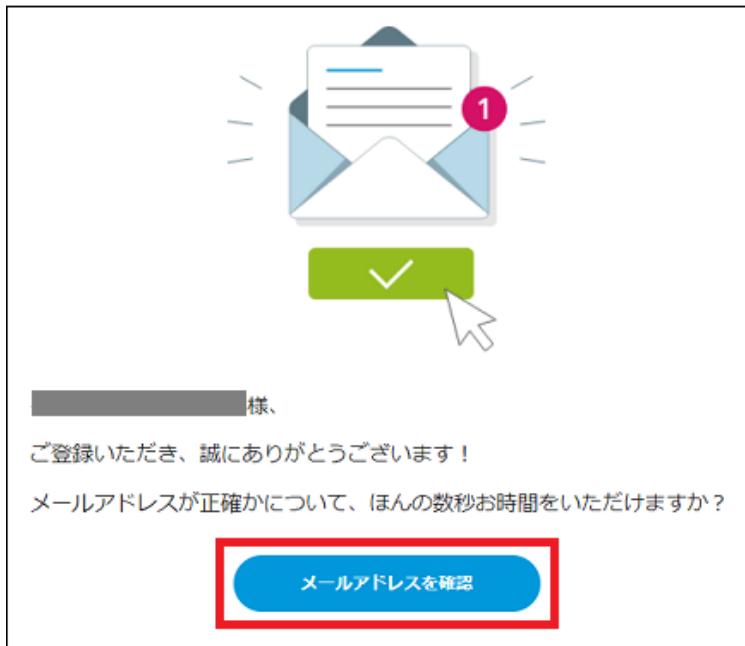 1
様、
ご登録いただき、誠にありがとうございます！
メールアドレスが正確かについて、ほんの数秒お時間をいただけますか？
メールアドレスを確認